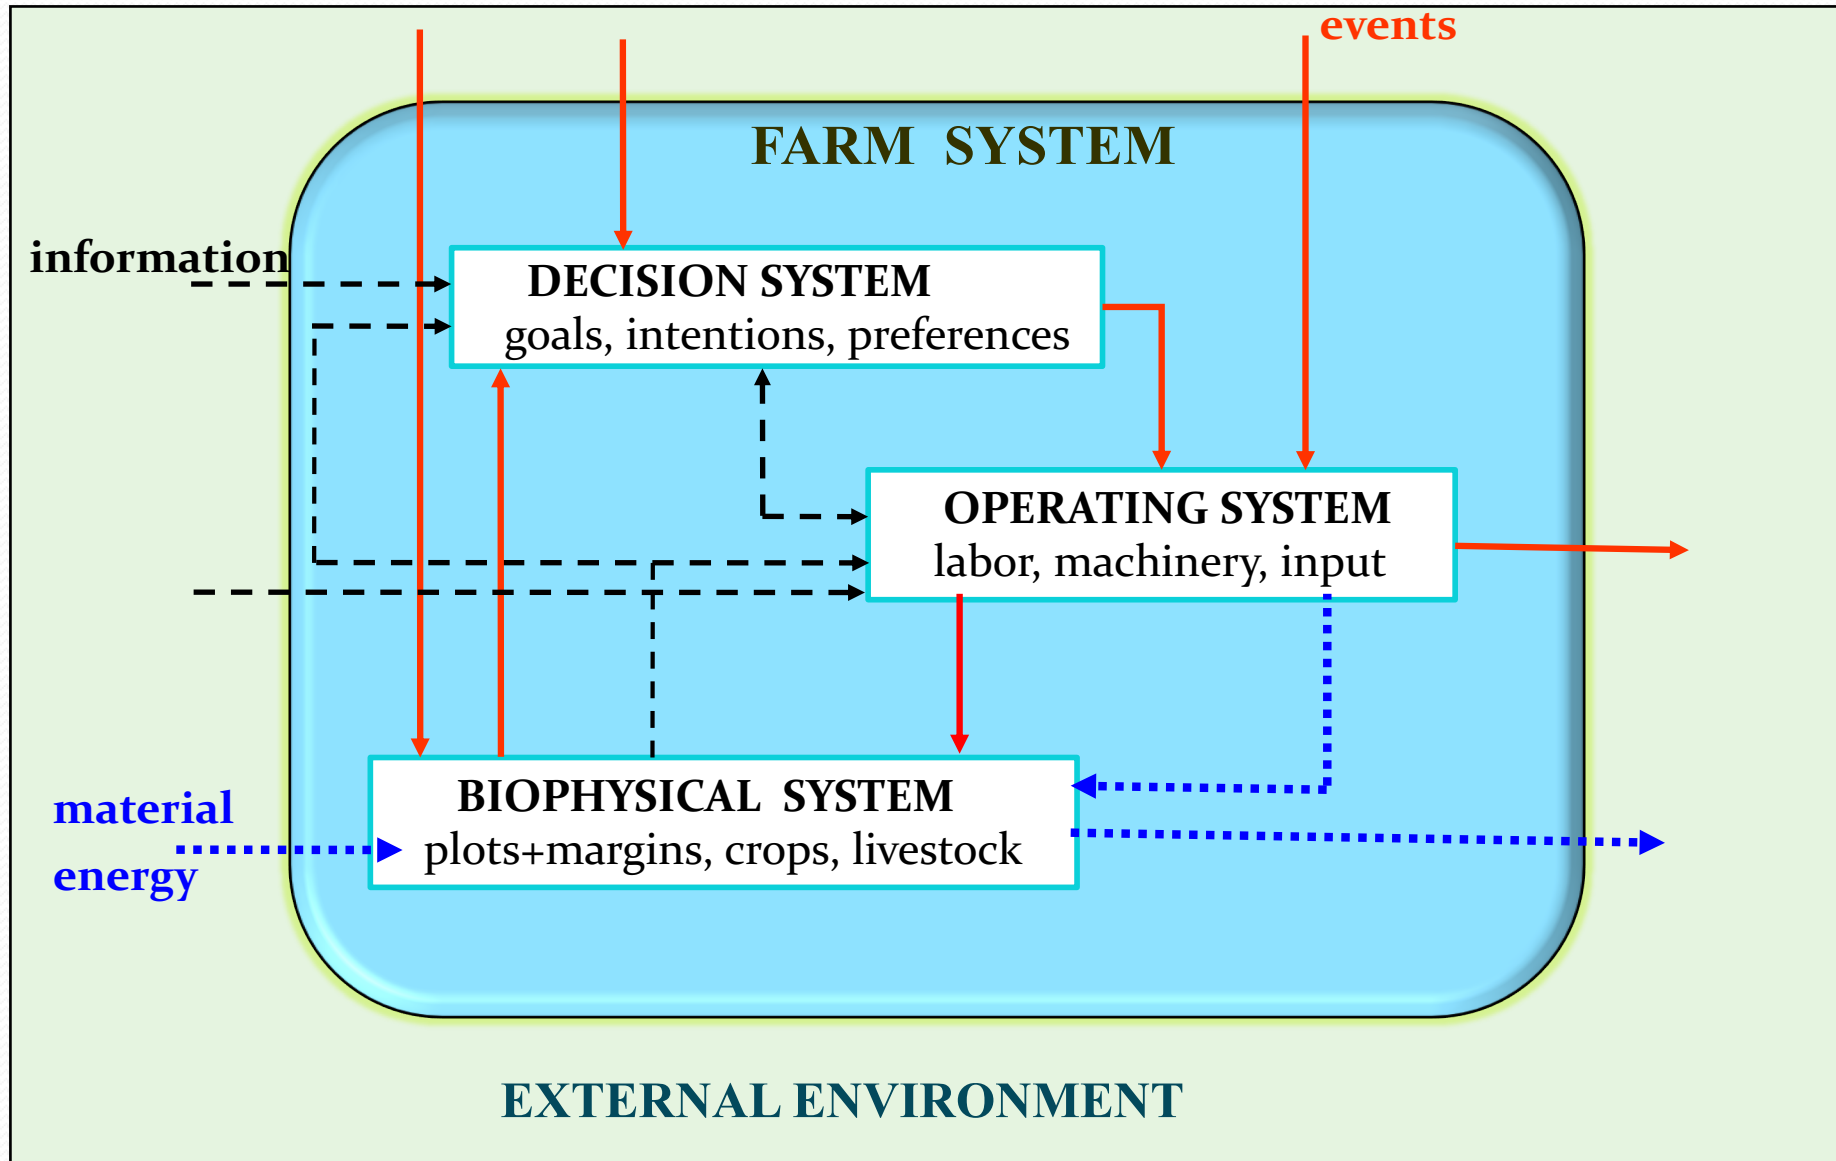 events
FARM SYSTEM
information
DECISION SYSTEM
goals, intentions, preferences
OPERATING SYSTEM
labor, machinery, input
BIOPHYSICAL SYSTEM
plots+margins, crops, livestock
material
energy
EXTERNAL ENVIRONMENT